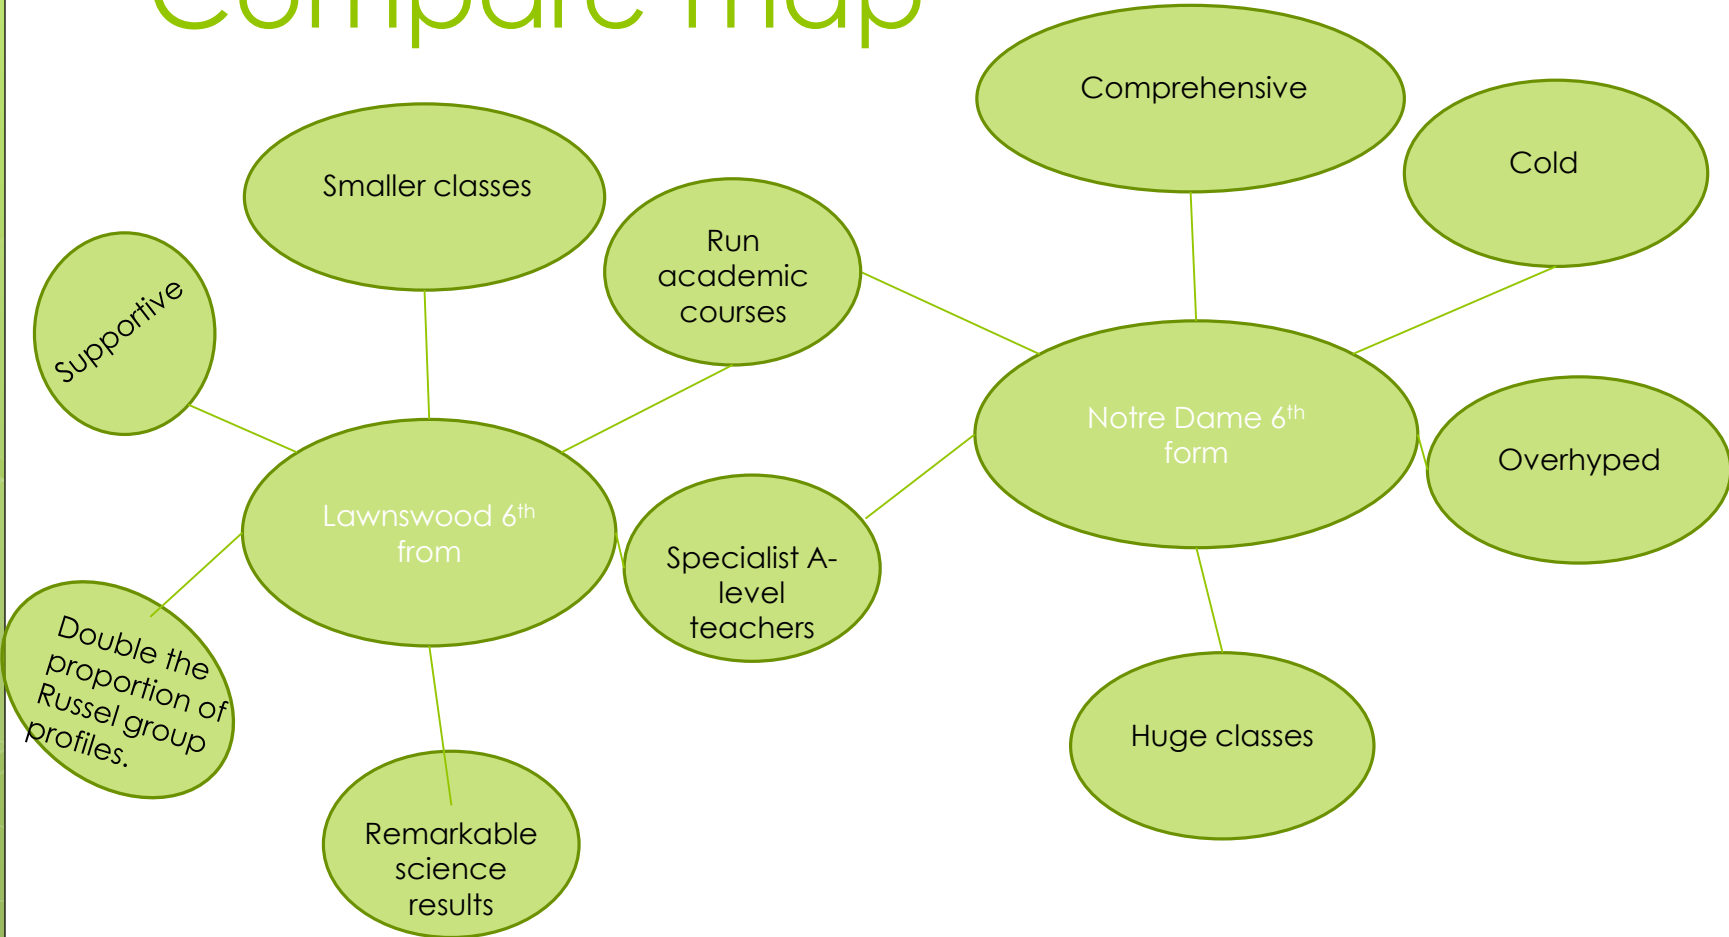 Compare map
Comprehensive
Cold
Smaller classes
Run
academic
courses
Supportive
Notre Dame 6th
form
Overhyped
Lawnswood 6th
from
Specialist A-
level
teachers
Double the
proportion of
Russel group
profiles.
Huge classes
Remarkable
science
results